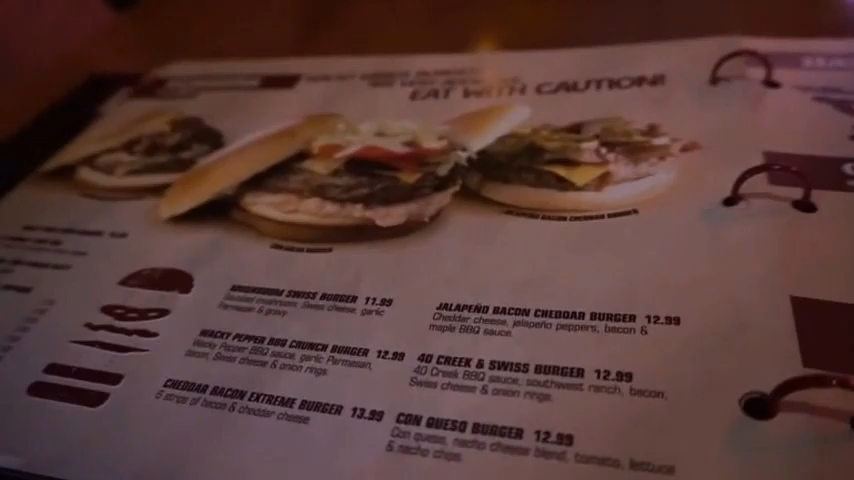 EAT WITH CAUTION!
JALAPEÑO BACON CHEDDAR BURGER
MUSHROOM SWISS BURGER 11.99
Sauteed mushrooms, Swiss cheese, garlic
Parmesan & gravy.
WACKY PEPPER BBQ CRUNCH BURGER 12.99
Wacky Pepper BBQ sauce, garlic Parmesan,
bacon, Swiss cheese & onion rings.
CHEDDAR BACON EXTREME BURGER 13.99
6 strips of bacon & cheddar cheese.
JALAPEÑO BACON CHEDDAR BURGER 12.99
Cheddar cheese, jalapeño peppers, bacon &
maple BBQ sauce.
40 CREEK & SWISS BURGER 12.99
40 Creek BBQ sauce, southwest ranch, bacon,
Swiss cheese & onion rings.
CON QUESO BURGER 12.99
Con queso, nacho cheese blend, tomato, lettuce
& nacho chips.